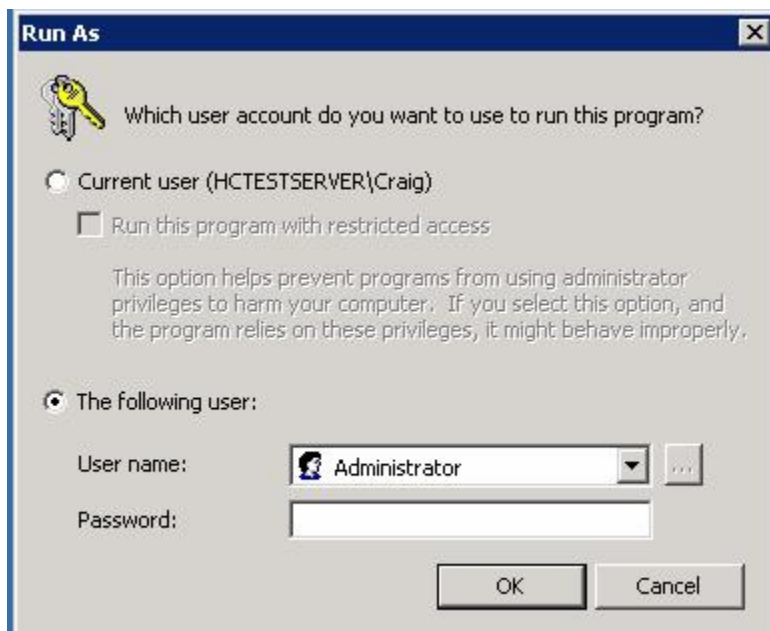 Run As
Which user account do you want to use to run this program?
Current user (HCTESTSERVER\Craig)
Run this program with restricted access
This option helps prevent programs from using administrator
privileges to harm your computer. If you select this option, and
the program relies on these privileges, it might behave improperly.
The following user:
User name:
Administrator
...
Password:
OK
Cancel